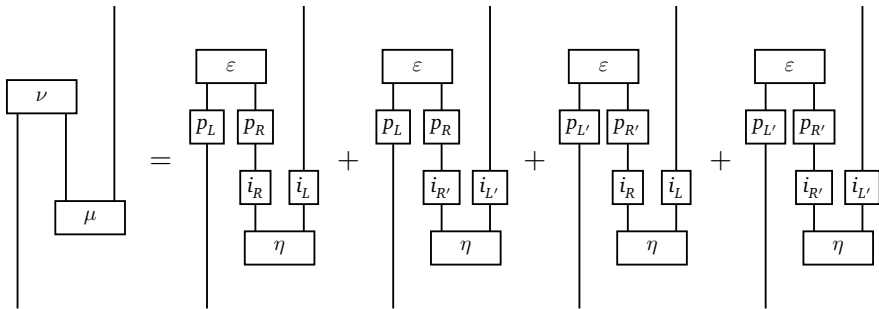 ε ε ε ε
ν
p_L p_R p_L p_R p_{L'} p_{R'} p_{L'} p_{R'}
= + + +
i_R i_L i_{R'} i_{L'} i_R i_L i_{R'} i_{L'}
μ
η η η η